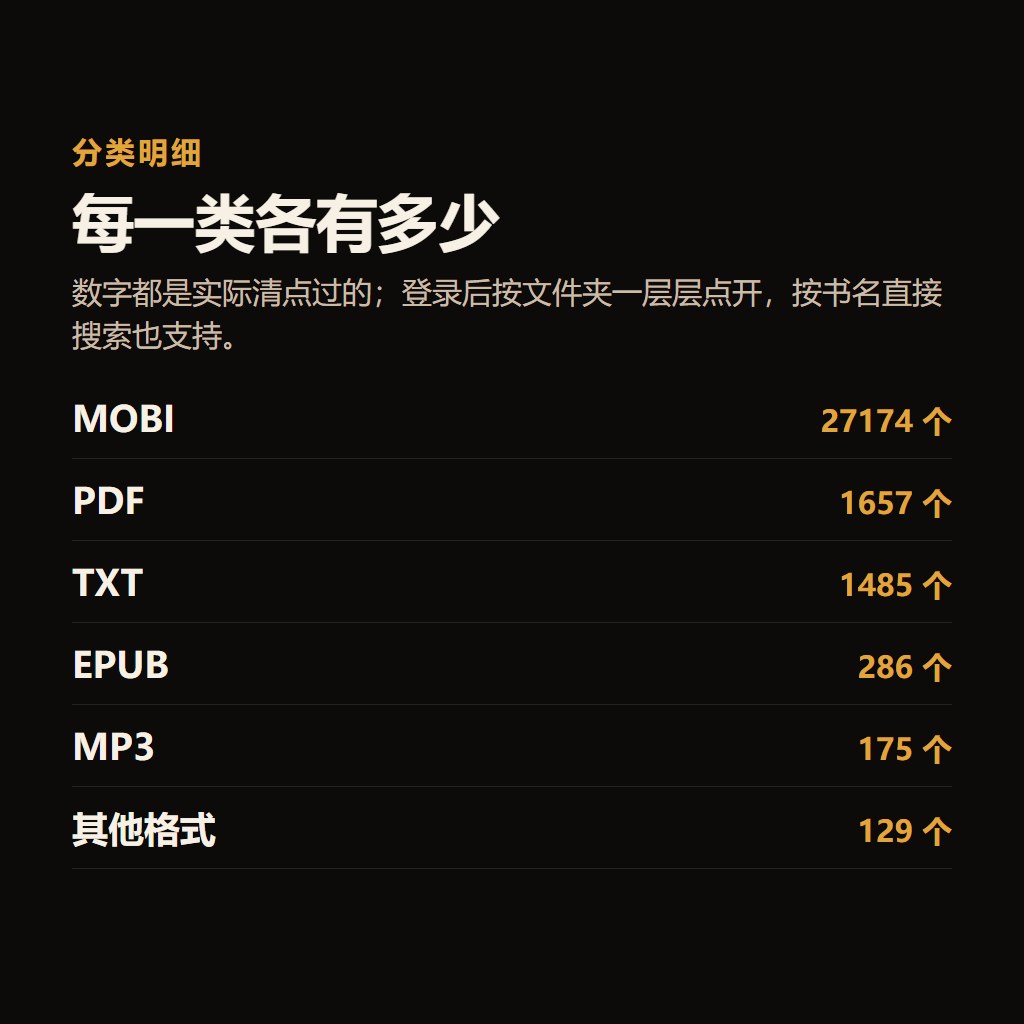 分类明细
每一类各有多少
数字都是实际清点过的；登录后按文件夹一层层点开，按书名直接
搜索也支持。
MOBI 27174 个
PDF 1657 个
TXT 1485 个
EPUB 286 个
MP3 175 个
其他格式 129 个